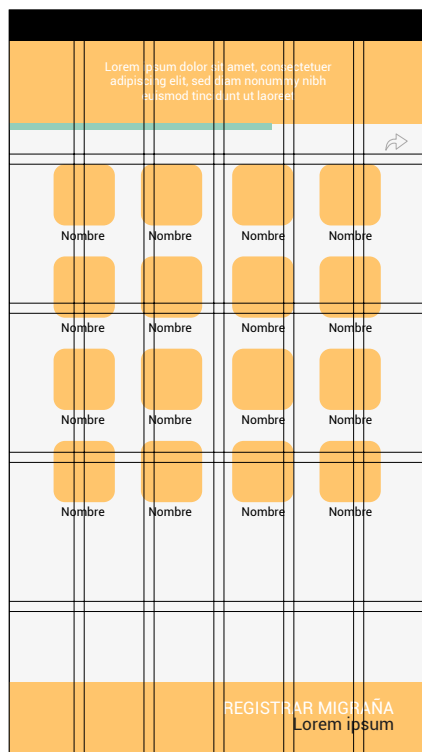 Lorem ipsum dolor sit amet, consectetuer
adipiscing elit, sed diam nonummy nibh
euismod tincidunt ut laoreet
Nombre Nombre Nombre Nombre
Nombre Nombre Nombre Nombre
Nombre Nombre Nombre Nombre
Nombre Nombre Nombre Nombre
REGISTRAR MIGRAÑA
Lorem ipsum